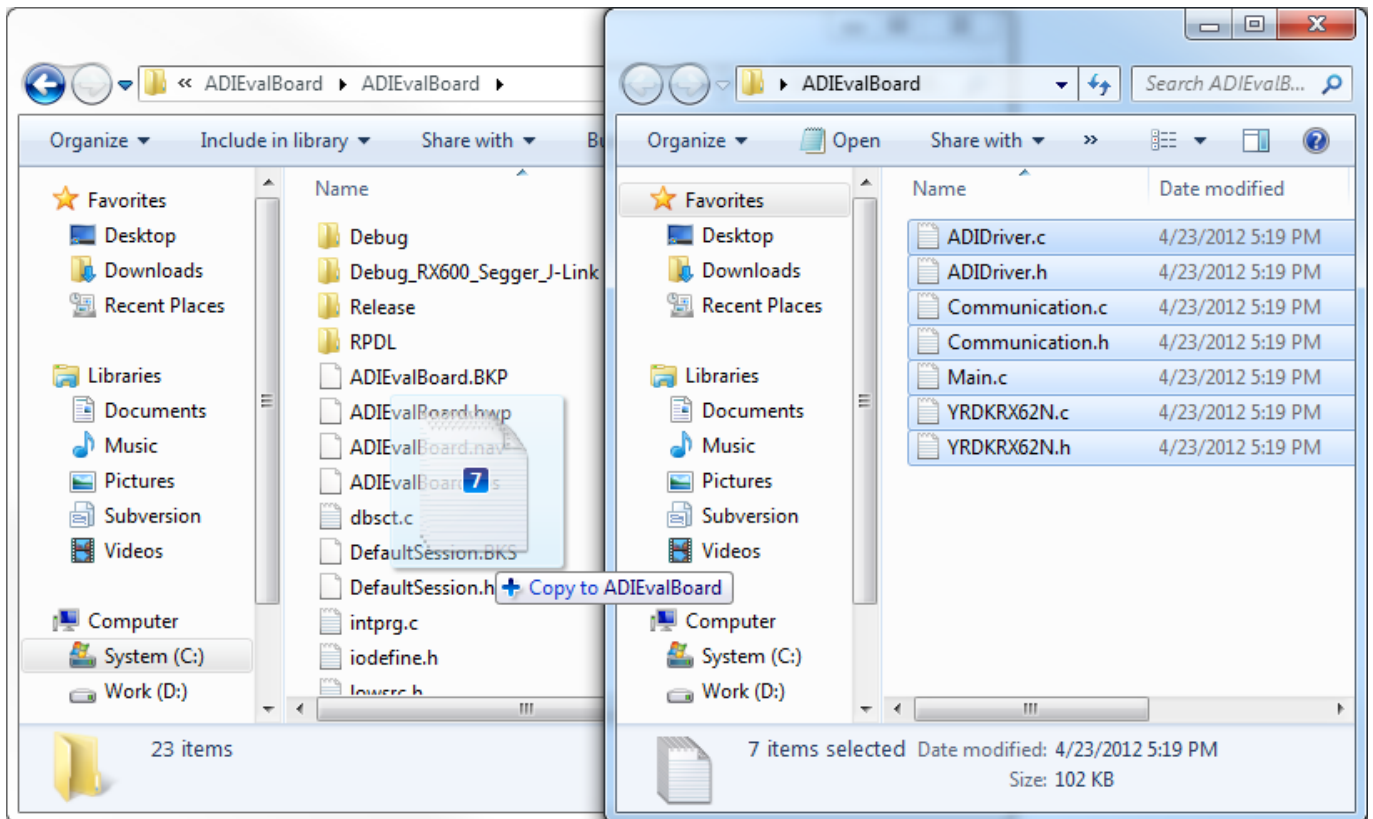 « ADIEvalBoard ▸ ADIEvalBoard ▸
Organize ▾ Include in library ▾ Share with ▾
Favorites
Desktop
Downloads
Recent Places
Libraries
Documents
Music
Pictures
Subversion
Videos
Computer
System (C:)
Work (D:)
Name
Debug
Debug_RX600_Segger_J-Link
Release
RPDL
ADIEvalBoard.BKP
ADIEvalBoard.hwp
ADIEvalBoard.nav
7
dbsct.c
DefaultSession.BKS
DefaultSession.h
Copy to ADIEvalBoard
intprg.c
iodefine.h
lowsrc.h
23 items
▸ ADIEvalBoard
Search ADIEvalB...
Organize ▾ Open Share with ▾ »
Favorites
Desktop
Downloads
Recent Places
Libraries
Documents
Music
Pictures
Subversion
Videos
Computer
System (C:)
Work (D:)
Name Date modified
ADIDriver.c 4/23/2012 5:19 PM
ADIDriver.h 4/23/2012 5:19 PM
Communication.c 4/23/2012 5:19 PM
Communication.h 4/23/2012 5:19 PM
Main.c 4/23/2012 5:19 PM
YRDKRX62N.c 4/23/2012 5:19 PM
YRDKRX62N.h 4/23/2012 5:19 PM
7 items selected Date modified: 4/23/2012 5:19 PM
Size: 102 KB